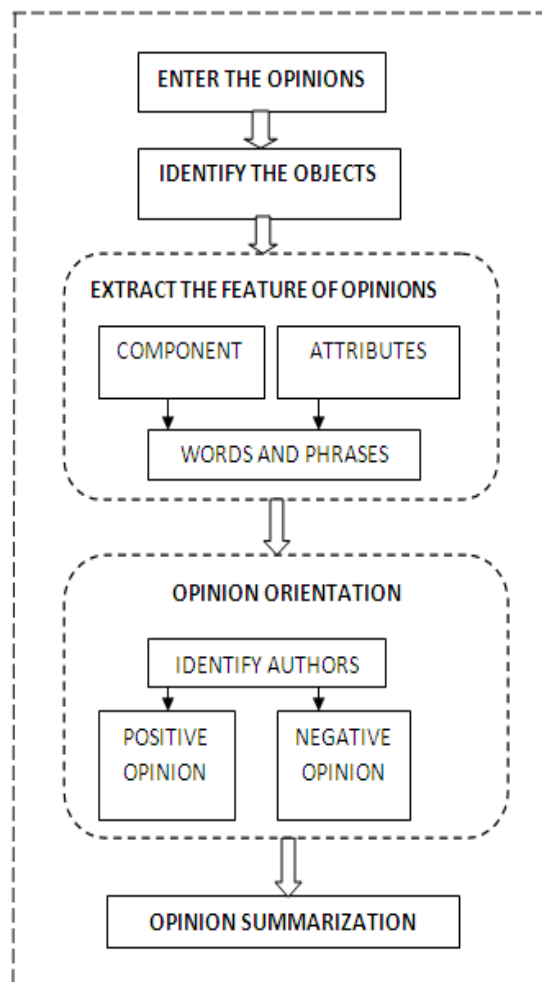 ENTER THE OPINIONS
IDENTIFY THE OBJECTS
EXTRACT THE FEATURE OF OPINIONS
COMPONENT
ATTRIBUTES
WORDS AND PHRASES
OPINION ORIENTATION
IDENTIFY AUTHORS
POSITIVE
OPINION
NEGATIVE
OPINION
OPINION SUMMARIZATION